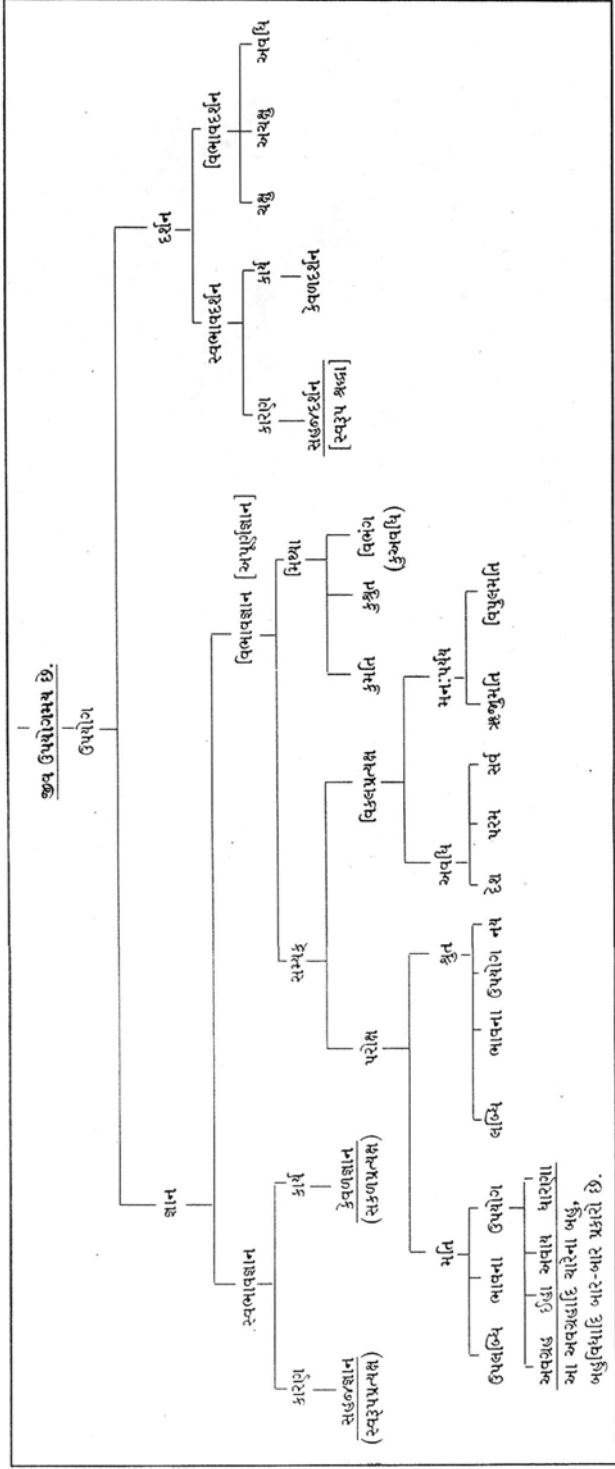 જીવ ઉપયોગમય છે.
ઉપયોગ
જ્ઞાન
દર્શન
સ્વભાવજ્ઞાન
વિભાવજ્ઞાન [અપૂર્ણજ્ઞાન]
સ્વભાવદર્શન
વિભાવદર્શન
કારણ
કાર્ય
સમ્યક્
મિથ્યા
કારણ
કાર્ય
ચક્ષુ
અચક્ષુ
અવધિ
સહજજ્ઞાન
(સ્વરૂપપ્રત્યક્ષ)
કેવળજ્ઞાન
(સકળપ્રત્યક્ષ)
કુમતિ
કુશ્રુત
વિભંગ
(કુઅવધિ)
સહજદર્શન
[સ્વરૂપ શ્રદ્ધા]
કેવળદર્શન
પરોક્ષ
વિકલપ્રત્યક્ષ
મતિ
શ્રુત
અવધિ
મન:પર્યય
ઉપલબ્ધિ ભાવના ઉપયોગ
લબ્ધિ ભાવના ઉપયોગ નય
દેશ પરમ સર્વ
ઋજુમતિ વિપુલમતિ
અવગ્રહ ઈહા અવાય ધારણા
આ અવગ્રહાદિ ચારેના બહુ,
બહુવિધાદિ બાર-બાર પ્રકારો છે.